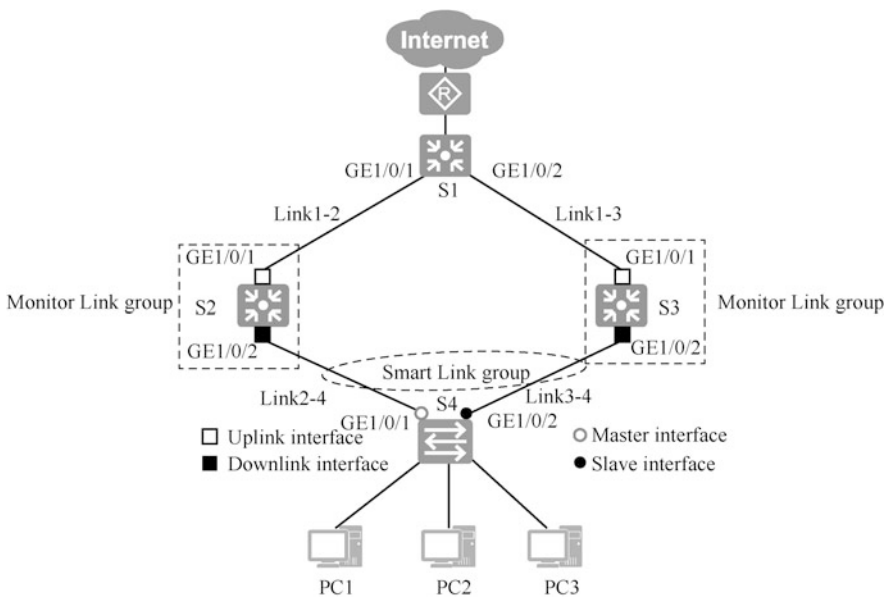 Internet
R
GE1/0/1
GE1/0/2
S1
Link1-2
Link1-3
GE1/0/1
GE1/0/1
Monitor Link group
S2
S3
Monitor Link group
GE1/0/2
GE1/0/2
Smart Link group
Link2-4
S4
Link3-4
GE1/0/1
GE1/0/2
Uplink interface
Master interface
Downlink interface
Slave interface
PC1
PC2
PC3